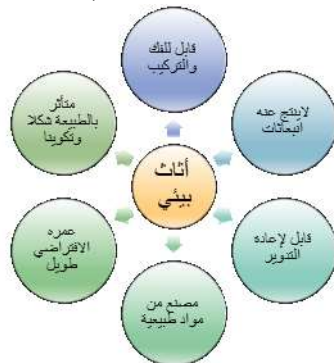 قابل للفك
والتركيب
لاينتج عنه
انبعاثات
قابل لإعادة
التدوير
مصنع من
مواد طبيعية
عمره
الافتراضي
طويل
متأثر
بالطبيعة شكلا
وتكوينا
أثاث
بيئي